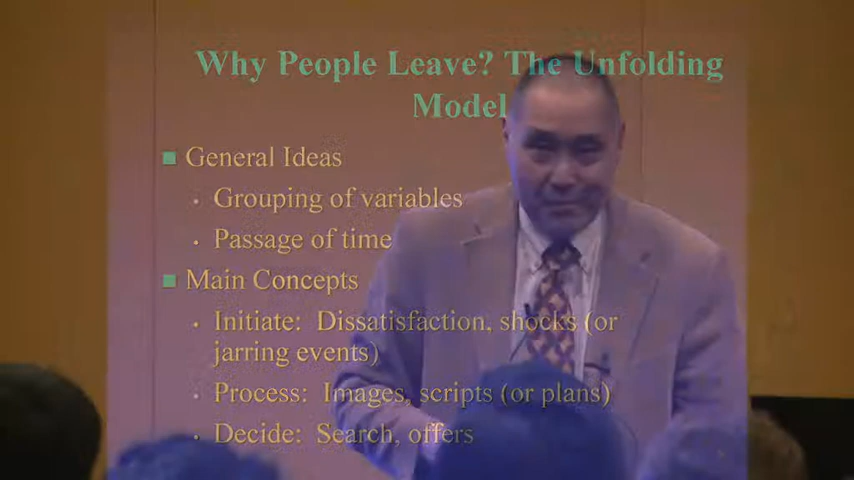 Why People Leave? The Unfolding
Model
General Ideas
Grouping of variables
Passage of time
Main Concepts
Initiate: Dissatisfaction, shocks (or
jarring events)
Process: Images, scripts (or plans)
Decide: Search, offers